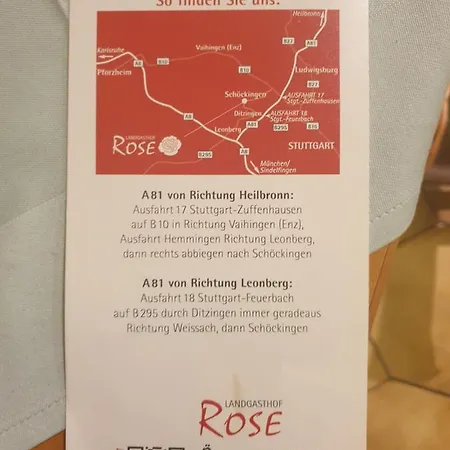 So finden Sie uns:
Heilbronn
Karlsruhe
Vaihingen (Enz)
B27
A81
A8
B10
Pforzheim
B10
Ludwigsburg
B27
Schöckingen
AUSFAHRT 17
Stgt.-Zuffenhausen
Ditzingen
AUSFAHRT 18
Stgt.-Feuerbach
A8
A81
LANDGASTHOF
ROSE
Leonberg
B295
B10
STUTTGART
B295
A8
München/
Sindelfingen
A81 von Richtung Heilbronn:
Ausfahrt 17 Stuttgart-Zuffenhausen
auf B10 in Richtung Vaihingen (Enz),
Ausfahrt Hemmingen Richtung Leonberg,
dann rechts abbiegen nach Schöckingen
A81 von Richtung Leonberg:
Ausfahrt 18 Stuttgart-Feuerbach
auf B295 durch Ditzingen immer geradeaus
Richtung Weissach, dann Schöckingen
LANDGASTHOF
ROSE